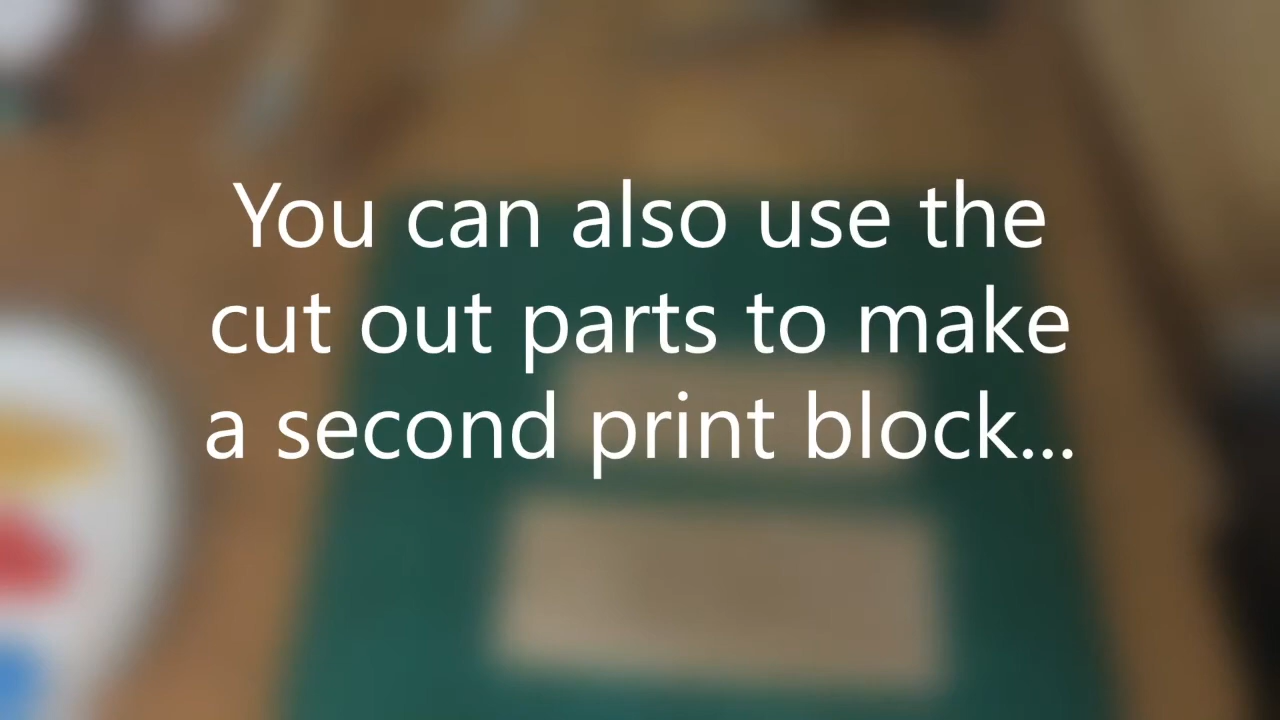 You can also use the
cut out parts to make
a second print block...